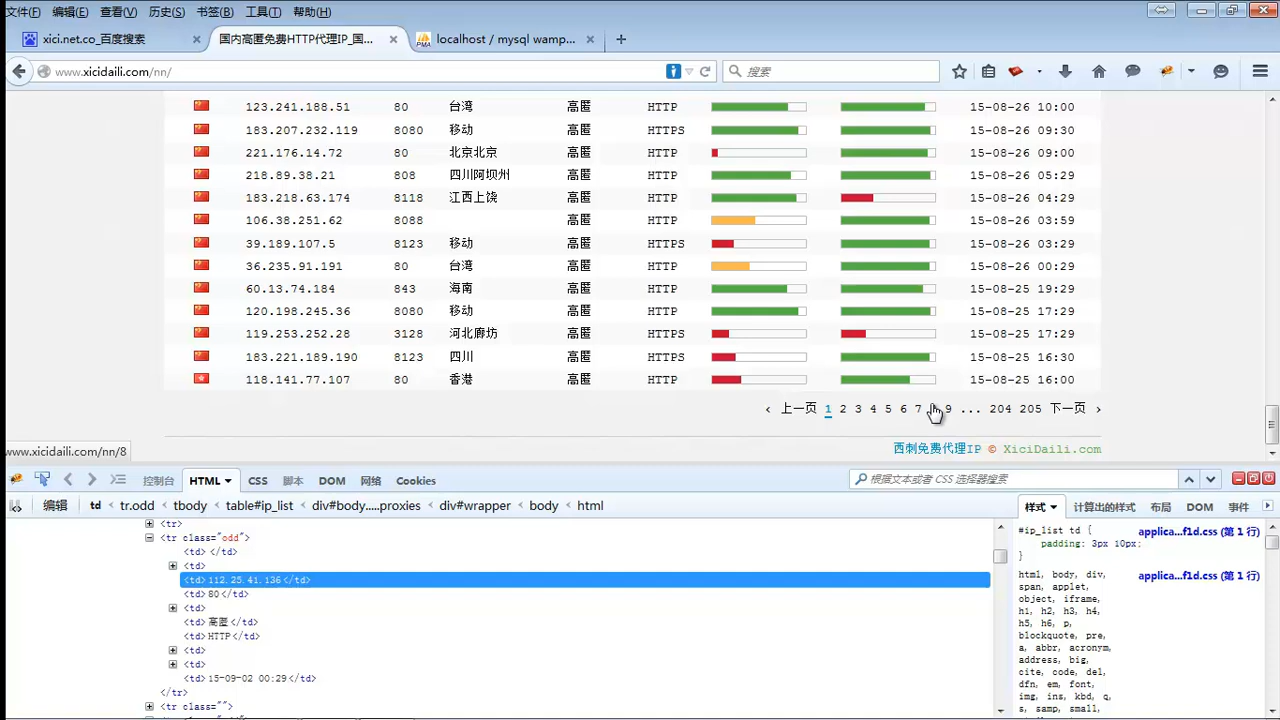 文件(F) 编辑(E) 查看(V) 历史(S) 书签(B) 工具(T) 帮助(H)
xici.net.co_百度搜索 × 国内高匿免费HTTP代理IP_国... × localhost / mysql wamp... × +
www.xicidaili.com/nn/ 搜索
123.241.188.51 80 台湾 高匿 HTTP 15-08-26 10:00
183.207.232.119 8080 移动 高匿 HTTPS 15-08-26 09:30
221.176.14.72 80 北京北京 高匿 HTTP 15-08-26 09:00
218.89.38.21 808 四川阿坝州 高匿 HTTP 15-08-26 05:29
183.218.63.174 8118 江西上饶 高匿 HTTP 15-08-26 04:29
106.38.251.62 8088 高匿 HTTP 15-08-26 03:59
39.189.107.5 8123 移动 高匿 HTTPS 15-08-26 03:29
36.235.91.191 80 台湾 高匿 HTTP 15-08-26 00:29
60.13.74.184 843 海南 高匿 HTTP 15-08-25 19:29
120.198.245.36 8080 移动 高匿 HTTP 15-08-25 17:29
119.253.252.28 3128 河北廊坊 高匿 HTTPS 15-08-25 17:29
183.221.189.190 8123 四川 高匿 HTTPS 15-08-25 16:30
118.141.77.107 80 香港 高匿 HTTP 15-08-25 16:00
‹ 上一页 1 2 3 4 5 6 7 9 ... 204 205 下一页 ›
西刺免费代理IP © XiciDaili.com
www.xicidaili.com/nn/8
控制台 HTML CSS 脚本 DOM 网络 Cookies 根据文本或者 CSS 选择器搜索
编辑 td tr.odd tbody table#ip_list div#body.....proxies div#wrapper body html
样式 计算出的样式 布局 DOM 事件
<tr>
<tr class="odd">
<td> </td>
<td>
<td>112.25.41.136</td>
<td>80</td>
<td>
<td>高匿</td>
<td>HTTP</td>
<td>
<td>
<td>15-09-02 00:29</td>
</tr>
<tr class="">
#ip_list td { applica...f1d.css (第 1 行)
padding: 3px 10px;
}
html, body, div, applica...f1d.css (第 1 行)
span, applet,
object, iframe,
h1, h2, h3, h4,
h5, h6, p,
blockquote, pre,
a, abbr, acronym,
address, big,
cite, code, del,
dfn, em, font,
img, ins, kbd, q,
s, samp, small,